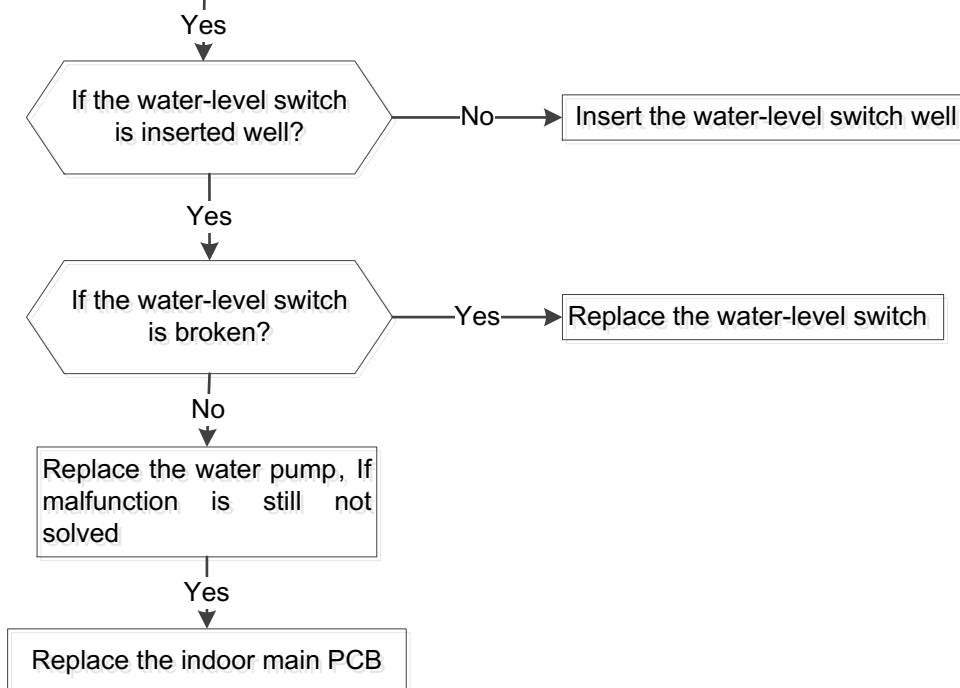 Yes
If the water-level switch
is inserted well?
No
Insert the water-level switch well
Yes
If the water-level switch
is broken?
Yes
Replace the water-level switch
No
Replace the water pump, If
malfunction is still not
solved
Yes
Replace the indoor main PCB